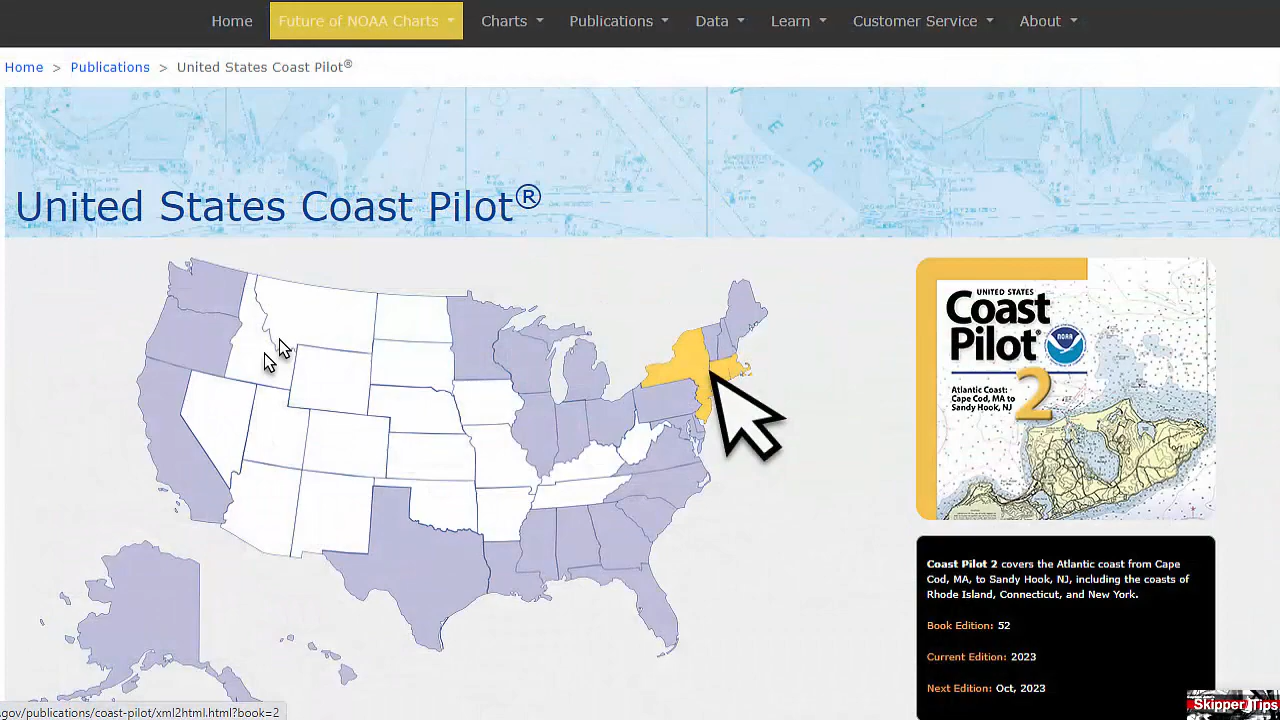 Home Future of NOAA Charts Charts Publications Data Learn Customer Service About
Home > Publications > United States Coast Pilot®
United States Coast Pilot®
UNITED STATES
Coast
Pilot®
NOAA
2
Atlantic Coast:
Cape Cod, MA to
Sandy Hook, NJ
Coast Pilot 2 covers the Atlantic coast from Cape
Cod, MA, to Sandy Hook, NJ, including the coasts of
Rhode Island, Connecticut, and New York.
Book Edition: 52
Current Edition: 2023
Next Edition: Oct, 2023
.gov/publications/coast-pilot/xml2html.html?book=2
Skipper Tips